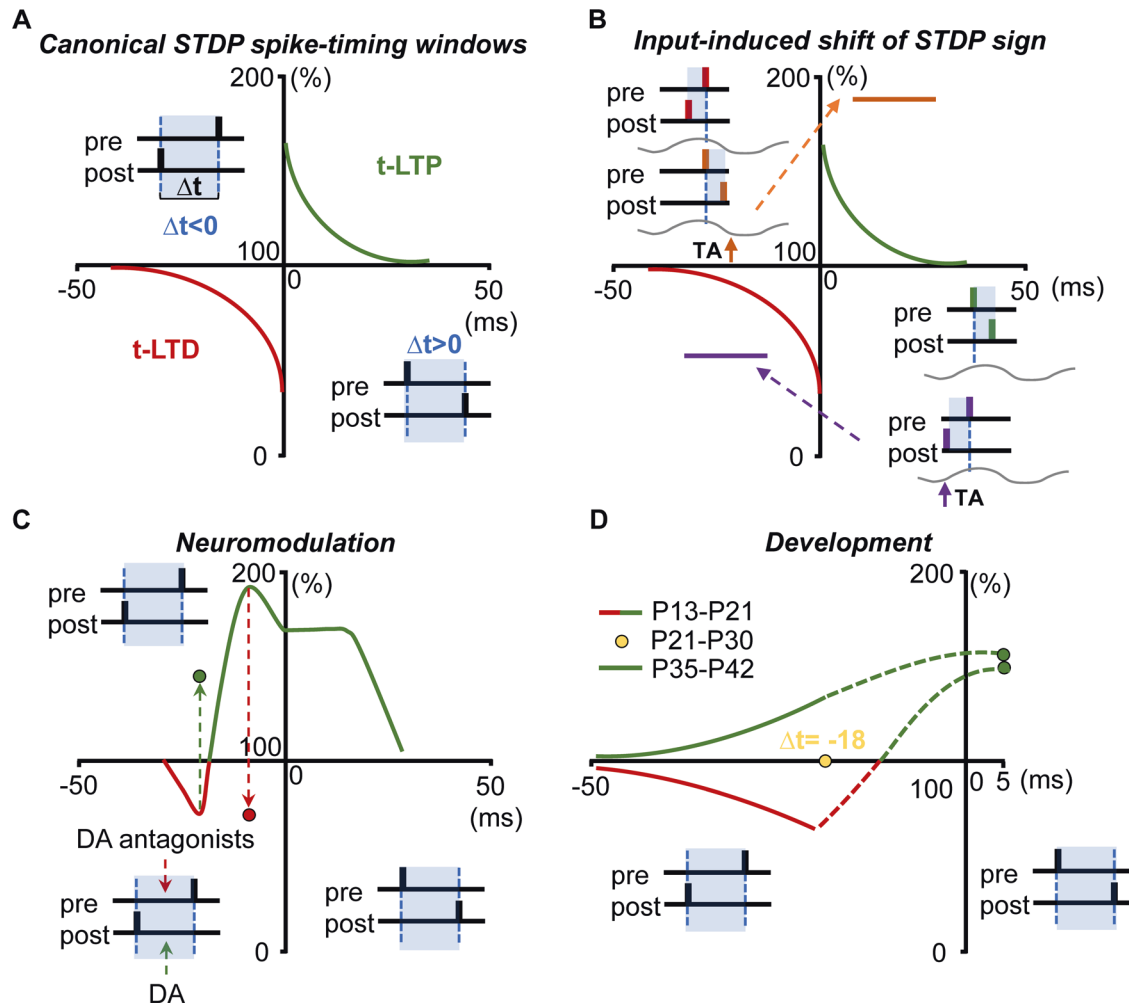 A
Canonical STDP spike-timing windows
200
(%)
pre
post
Δt
Δt<0
t-LTP
100
-50
0
50
(ms)
t-LTD
Δt>0
pre
post
0
B
Input-induced shift of STDP sign
200
(%)
pre
post
pre
post
TA
100
-50
0
50
(ms)
pre
post
pre
post
TA
0
C
Neuromodulation
200
(%)
pre
post
100
-50
0
50
(ms)
DA antagonists
pre
post
DA
pre
post
0
D
Development
200
(%)
P13-P21
P21-P30
P35-P42
Δt= -18
-50
100
0
5
(ms)
pre
post
pre
post
0